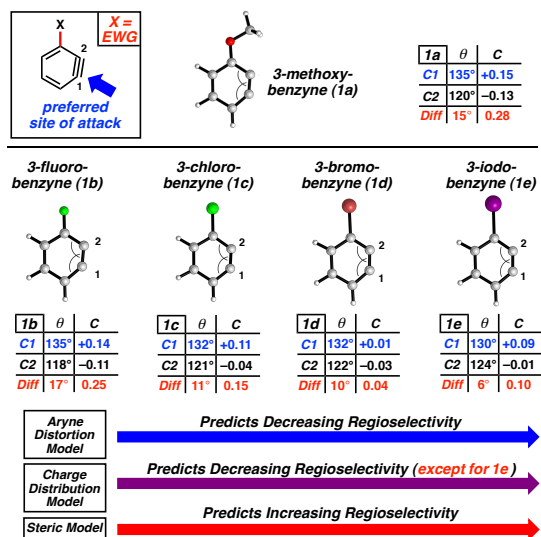 X
X =
EWG
2
1
preferred
site of attack
3-methoxy-
benzyne (1a)
1a θ C
C1 135° +0.15
C2 120° –0.13
Diff 15° 0.28
3-fluoro-
benzyne (1b)
3-chloro-
benzyne (1c)
3-bromo-
benzyne (1d)
3-iodo-
benzyne (1e)
2
1
2
1
2
1
2
1
1b θ C
C1 135° +0.14
C2 118° –0.11
Diff 17° 0.25
1c θ C
C1 132° +0.11
C2 121° –0.04
Diff 11° 0.15
1d θ C
C1 132° +0.01
C2 122° –0.03
Diff 10° 0.04
1e θ C
C1 130° +0.09
C2 124° –0.01
Diff 6° 0.10
Aryne
Distortion
Model
Predicts Decreasing Regioselectivity
Charge
Distribution
Model
Predicts Decreasing Regioselectivity (except for 1e )
Steric Model
Predicts Increasing Regioselectivity